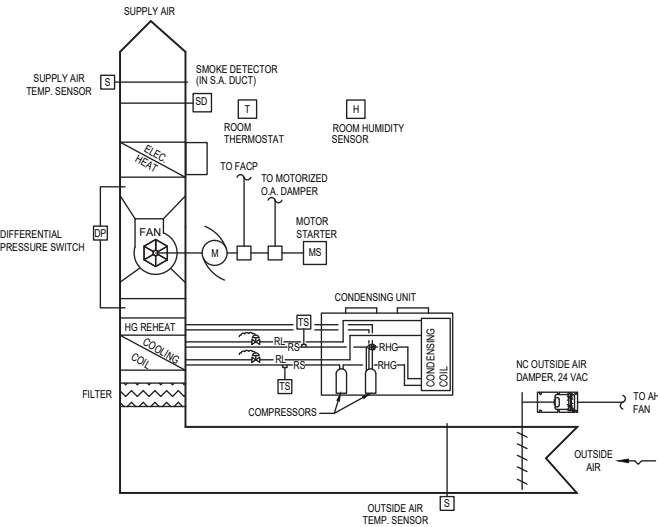 SUPPLY AIR
SUPPLY AIR
TEMP. SENSOR
S
SMOKE DETECTOR
(IN S.A. DUCT)
SD
T
ROOM
THERMOSTAT
H
ROOM HUMIDITY
SENSOR
ELEC.
HEAT
TO FACP
TO MOTORIZED
O.A. DAMPER
DIFFERENTIAL
PRESSURE SWITCH
DP
FAN
M
MOTOR
STARTER
MS
CONDENSING UNIT
HG REHEAT
TS
COOLING
COIL
RL
RS
RHG
RL
RS
RHG
CONDENSING
COIL
TS
FILTER
COMPRESSORS
NC OUTSIDE AIR
DAMPER, 24 VAC
TO AH
FAN
OUTSIDE
AIR
S
OUTSIDE AIR
TEMP. SENSOR